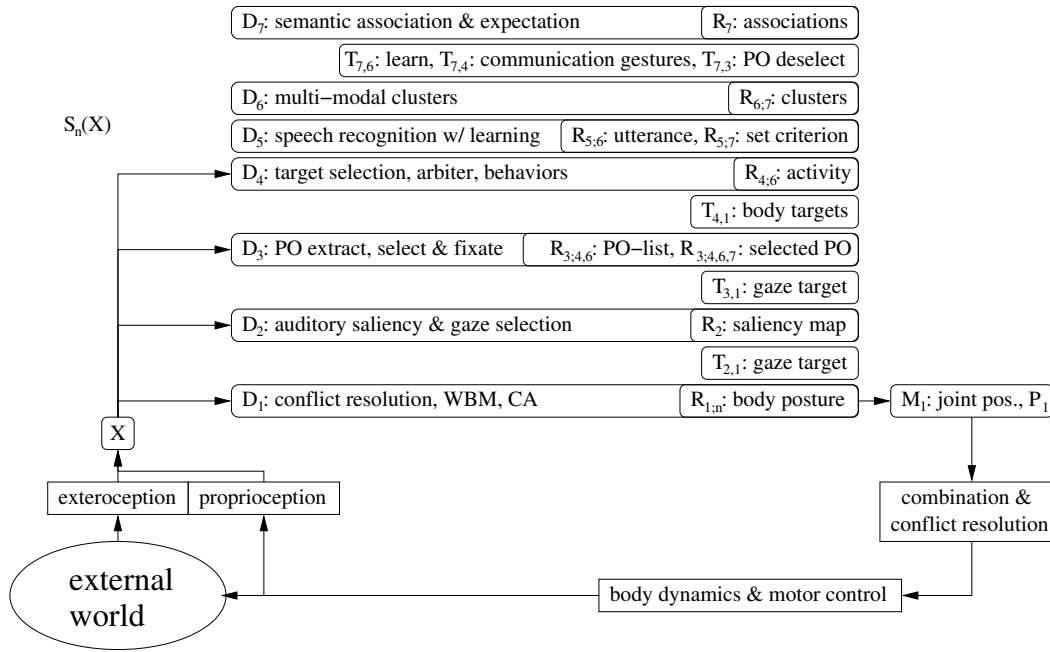 D₇: semantic association & expectation R₇: associations
T₇,₆: learn, T₇,₄: communication gestures, T₇,₃: PO deselect
D₆: multi−modal clusters R₆;₇: clusters
Sₙ(X)
D₅: speech recognition w/ learning R₅;₆: utterance, R₅;₇: set criterion
D₄: target selection, arbiter, behaviors R₄;₆: activity
T₄,₁: body targets
D₃: PO extract, select & fixate R₃;₄,₆: PO−list, R₃;₄,₆,₇: selected PO
T₃,₁: gaze target
D₂: auditory saliency & gaze selection R₂: saliency map
T₂,₁: gaze target
D₁: conflict resolution, WBM, CA R₁;ₙ: body posture M₁: joint pos., P₁
X
exteroception proprioception
combination &
conflict resolution
external
world
body dynamics & motor control